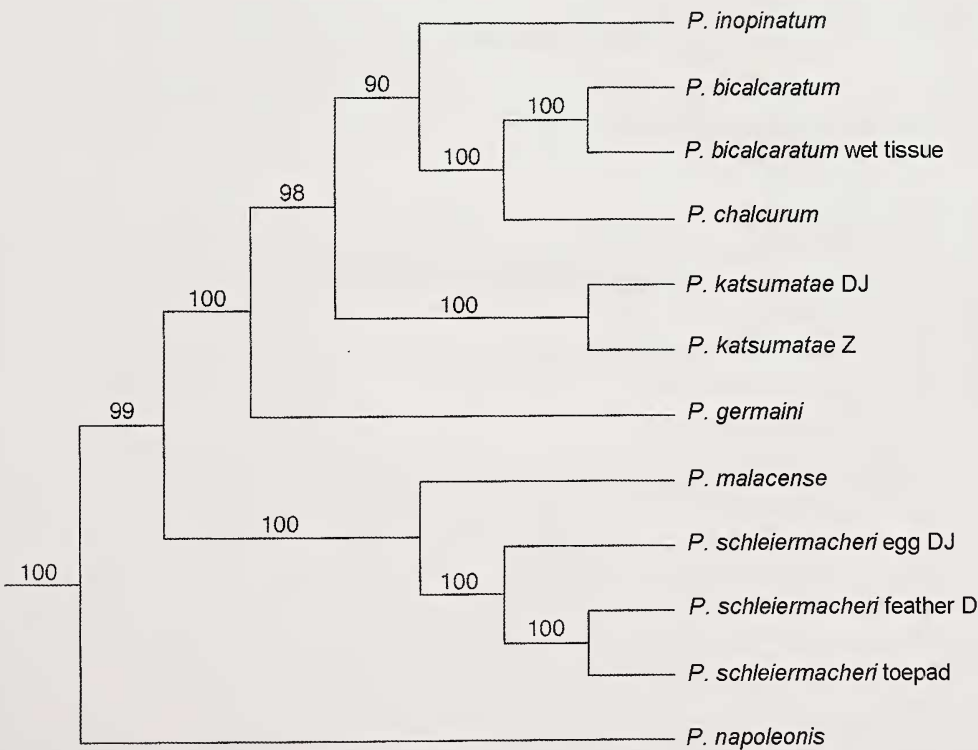 P. inopinatum
90
P. bicalcaratum
100
P. bicalcaratum wet tissue
100
98
P. chalcurum
P. katsumatae DJ
100
100
P. katsumatae Z
99
P. germaini
P. malacense
100
P. schleiermacheri egg DJ
100
100
P. schleiermacheri feather D
100
P. schleiermacheri toepad
P. napoleonis